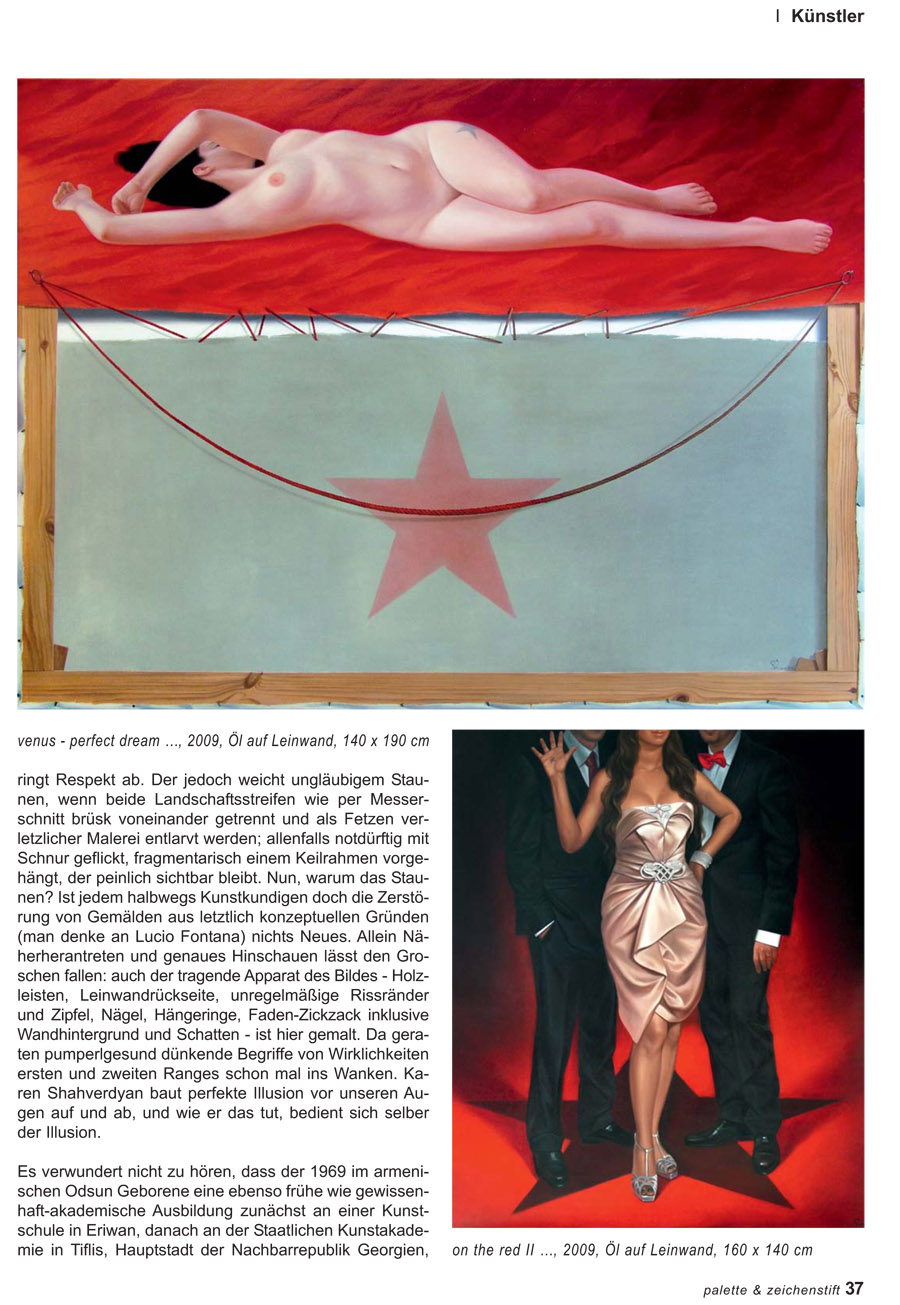 I Künstler
venus - perfect dream ..., 2009, Öl auf Leinwand, 140 x 190 cm
ringt Respekt ab. Der jedoch weicht ungläubigem Stau-
nen, wenn beide Landschaftsstreifen wie per Messer-
schnitt brüsk voneinander getrennt und als Fetzen ver-
letzlicher Malerei entlarvt werden; allenfalls notdürftig mit
Schnur geflickt, fragmentarisch einem Keilrahmen vorge-
hängt, der peinlich sichtbar bleibt. Nun, warum das Stau-
nen? Ist jedem halbwegs Kunstkundigen doch die Zerstö-
rung von Gemälden aus letztlich konzeptuellen Gründen
(man denke an Lucio Fontana) nichts Neues. Allein Nä-
herherantreten und genaues Hinschauen lässt den Gro-
schen fallen: auch der tragende Apparat des Bildes - Holz-
leisten, Leinwandrückseite, unregelmäßige Rissränder
und Zipfel, Nägel, Hängeringe, Faden-Zickzack inklusive
Wandhintergrund und Schatten - ist hier gemalt. Da gera-
ten pumperlgesund dünkende Begriffe von Wirklichkeiten
ersten und zweiten Ranges schon mal ins Wanken. Ka-
ren Shahverdyan baut perfekte Illusion vor unseren Au-
gen auf und ab, und wie er das tut, bedient sich selber
der Illusion.
Es verwundert nicht zu hören, dass der 1969 im armeni-
schen Odsun Geborene eine ebenso frühe wie gewissen-
haft-akademische Ausbildung zunächst an einer Kunst-
schule in Eriwan, danach an der Staatlichen Kunstakade-
mie in Tiflis, Hauptstadt der Nachbarrepublik Georgien,
on the red II ..., 2009, Öl auf Leinwand, 160 x 140 cm
palette & zeichenstift 37